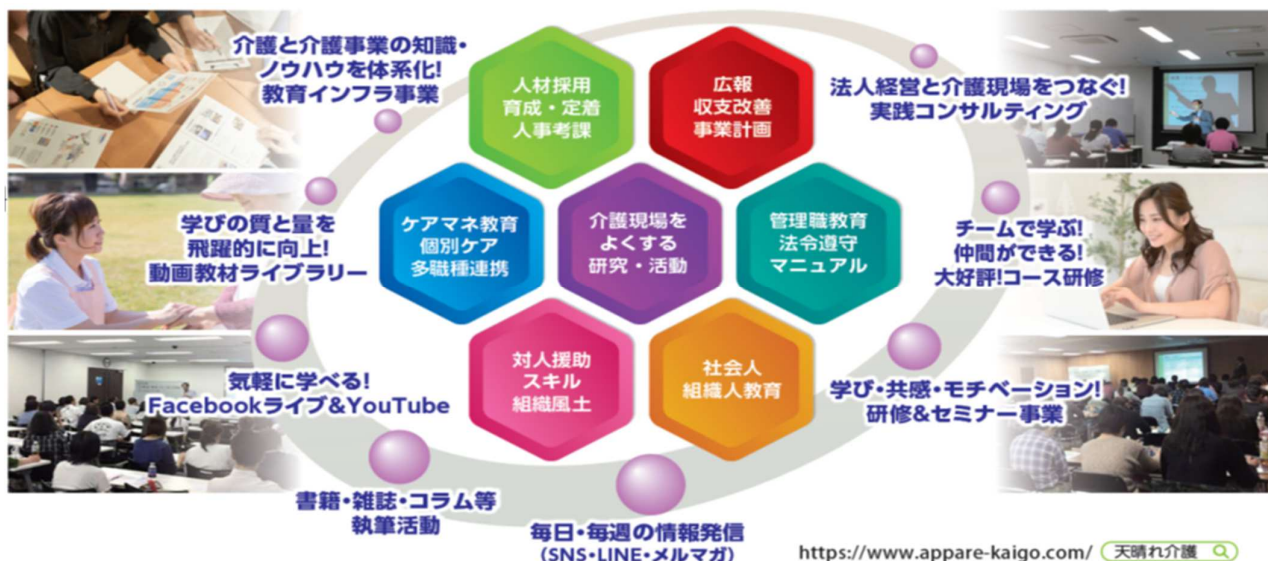 介護と介護事業の知識・
ノウハウを体系化!
教育インフラ事業
人材採用
育成・定着
人事考課
広報
収支改善
事業計画
法人経営と介護現場をつなぐ!
実践コンサルティング
学びの質と量を
飛躍的に向上!
動画教材ライブラリー
ケアマネ教育
個別ケア
多職種連携
介護現場を
よくする
研究・活動
管理職教育
法令遵守
マニュアル
チームで学ぶ!
仲間ができる!
大好評!コース研修
気軽に学べる!
Facebookライブ&YouTube
対人援助
スキル
組織風土
社会人
組織人教育
学び・共感・モチベーション!
研修&セミナー事業
書籍・雑誌・コラム等
執筆活動
毎日・毎週の情報発信
(SNS・LINE・メルマガ)
https://www.appare-kaigo.com/ 天晴れ介護